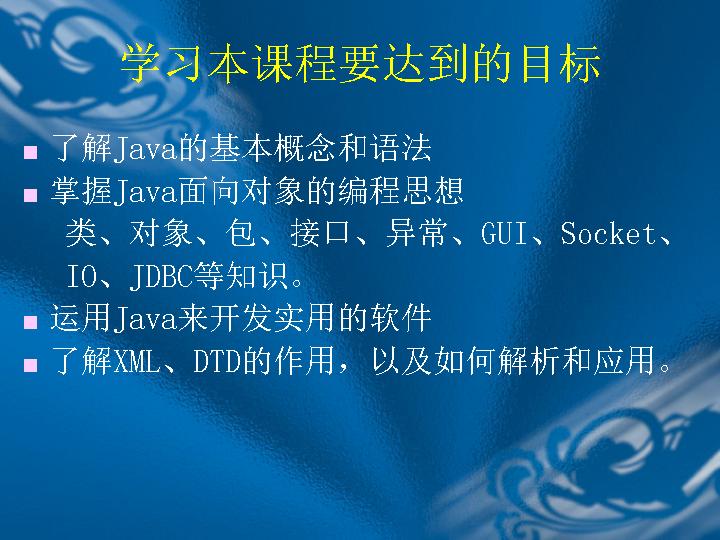 学习本课程要达到的目标
了解Java的基本概念和语法
掌握Java面向对象的编程思想
类、对象、包、接口、异常、GUI、Socket、
IO、JDBC等知识。
运用Java来开发实用的软件
了解XML、DTD的作用，以及如何解析和应用。